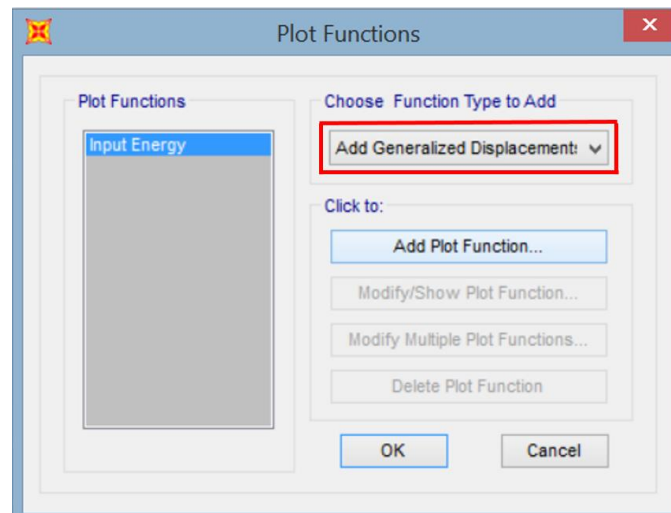 Plot Functions
Plot Functions
Input Energy
Choose Function Type to Add
Add Generalized Displacement
Click to:
Add Plot Function...
Modify/Show Plot Function...
Modify Multiple Plot Functions...
Delete Plot Function
OK
Cancel